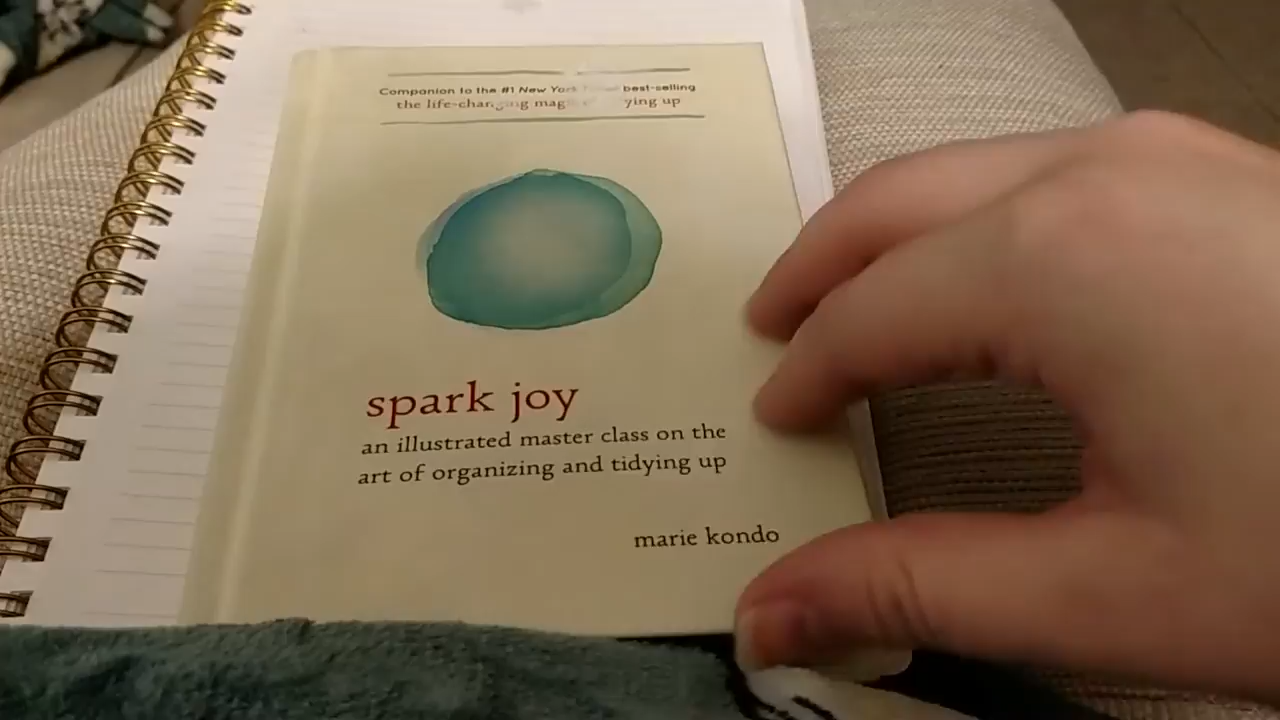 Companion to the #1 New York best-selling
the life-changing
up
spark joy
an illustrated master class on the
art of organizing and tidying up
marie kondo